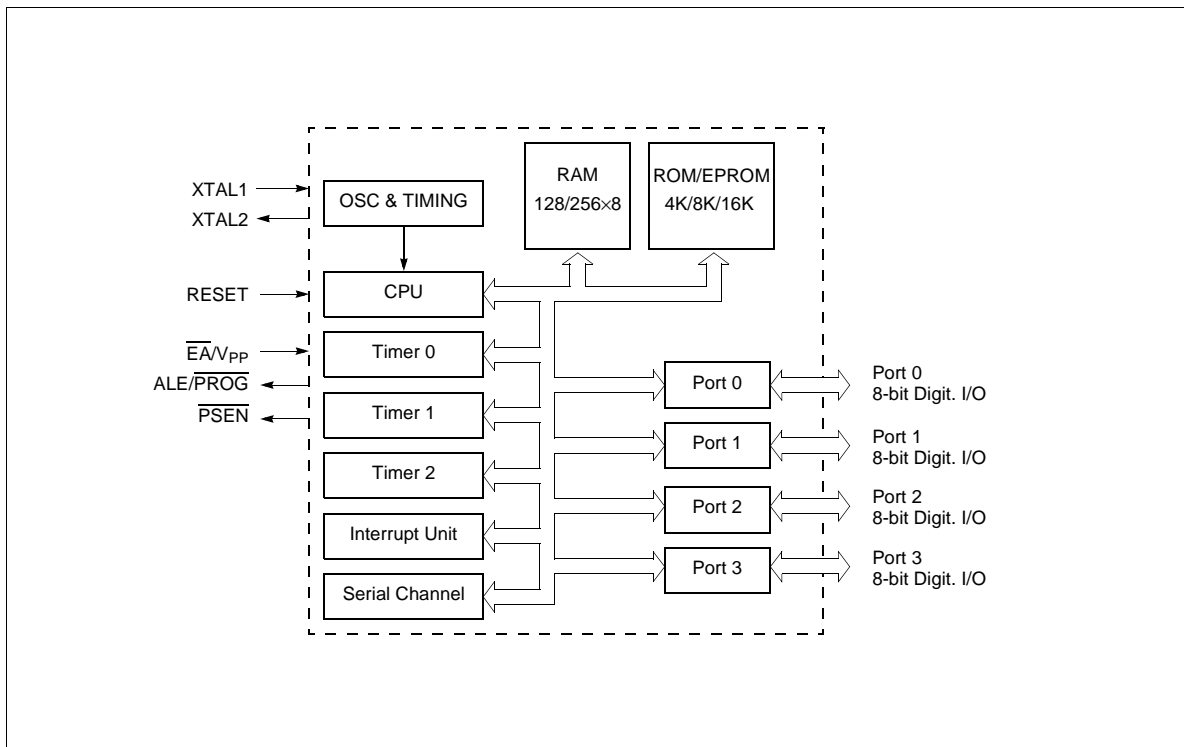 RAM
128/256×8
ROM/EPROM
4K/8K/16K
XTAL1
XTAL2
OSC & TIMING
RESET
CPU
EA/VPP
Timer 0
ALE/PROG
PSEN
Timer 1
Timer 2
Interrupt Unit
Serial Channel
Port 0
Port 0
8-bit Digit. I/O
Port 1
Port 1
8-bit Digit. I/O
Port 2
Port 2
8-bit Digit. I/O
Port 3
Port 3
8-bit Digit. I/O